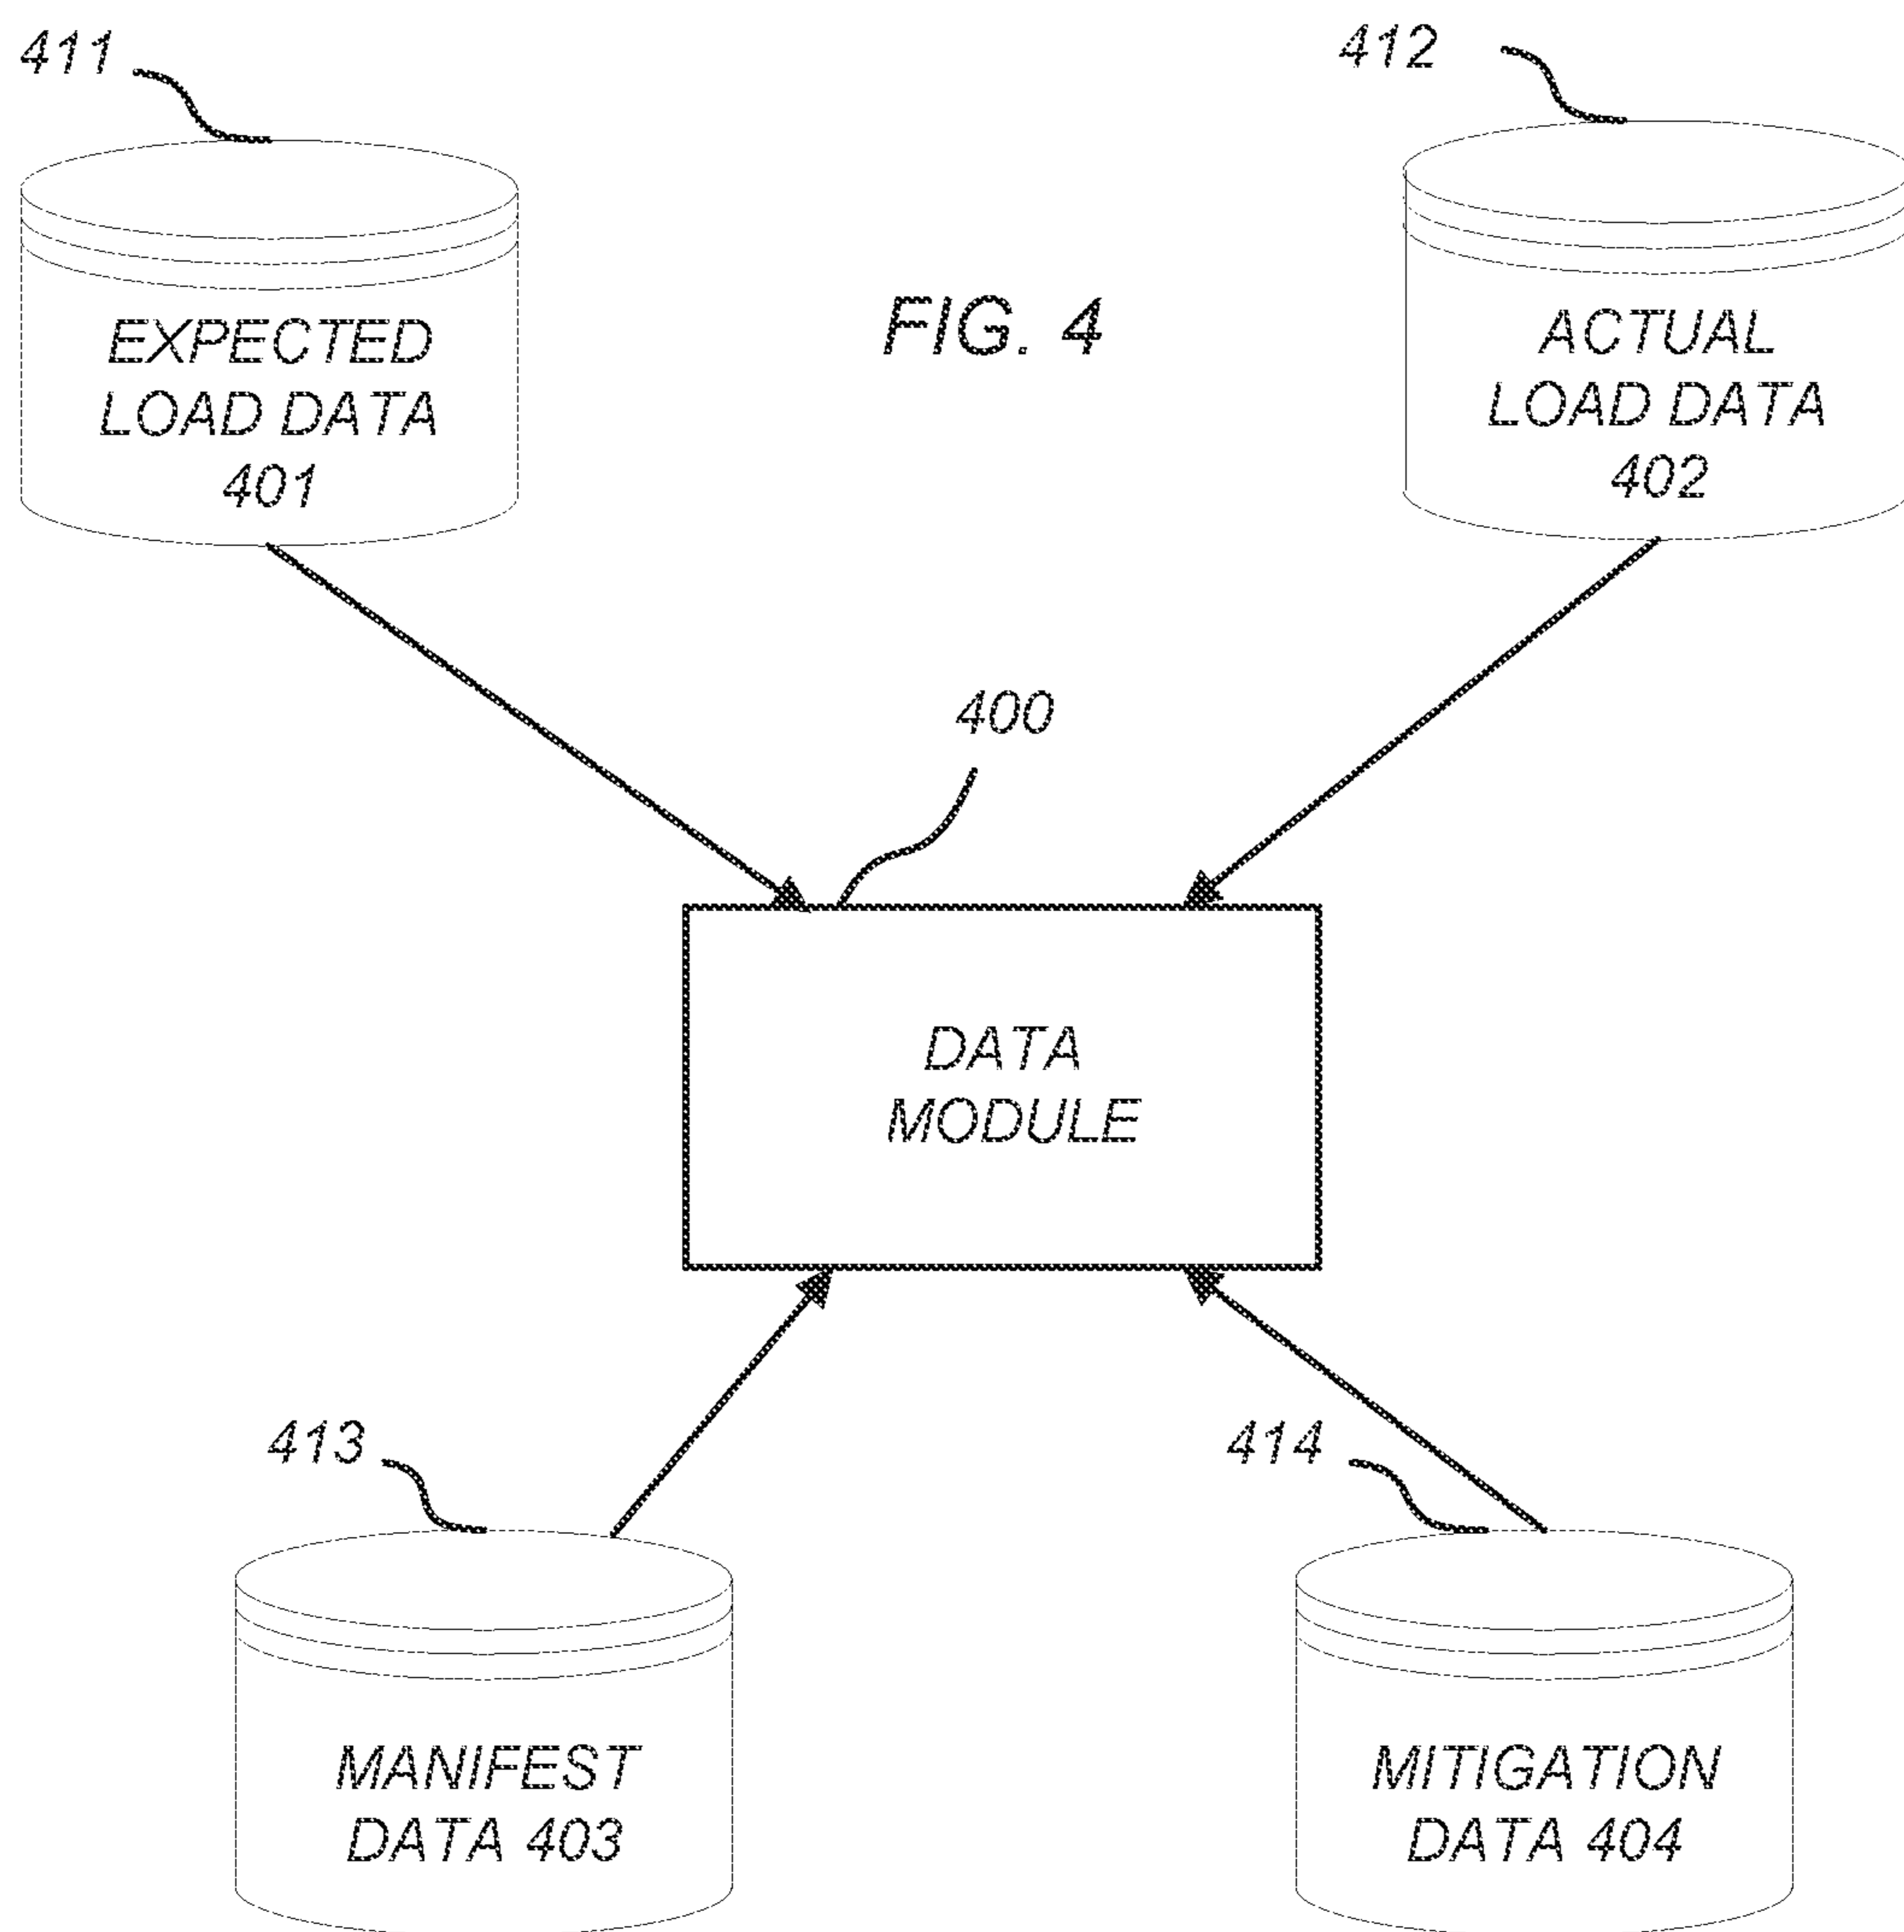 411
412
EXPECTED
LOAD DATA
401
FIG. 4
ACTUAL
LOAD DATA
402
400
DATA
MODULE
413
414
MANIFEST
DATA 403
MITIGATION
DATA 404